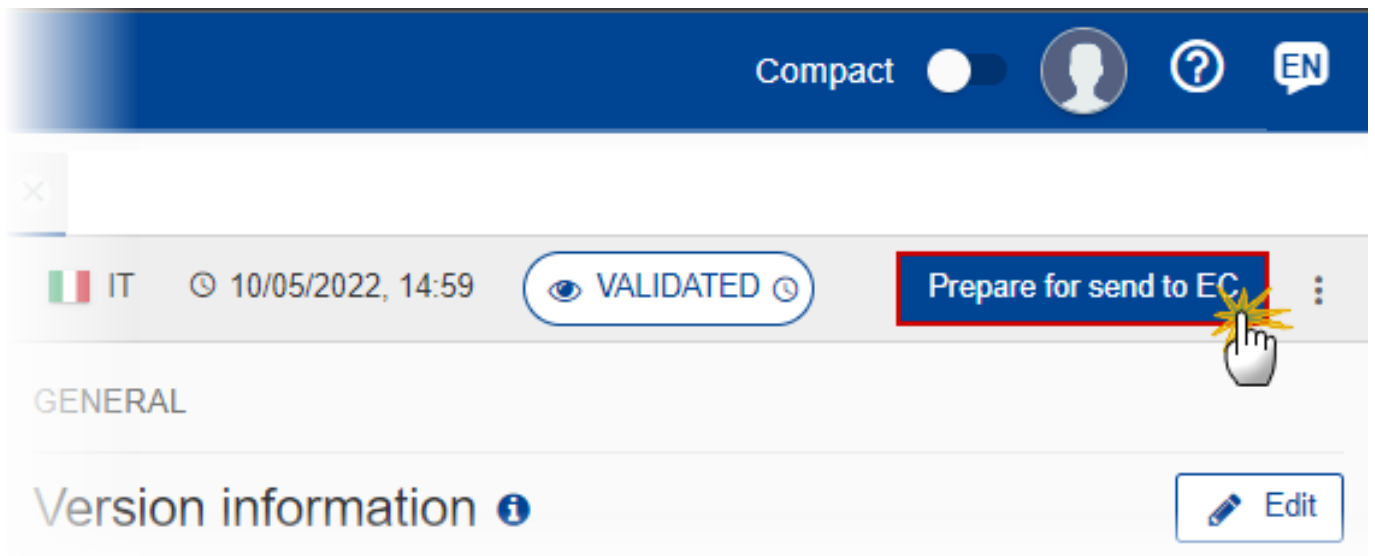 Compact EN
IT 10/05/2022, 14:59 VALIDATED Prepare for send to EC
GENERAL
Version information
Edit